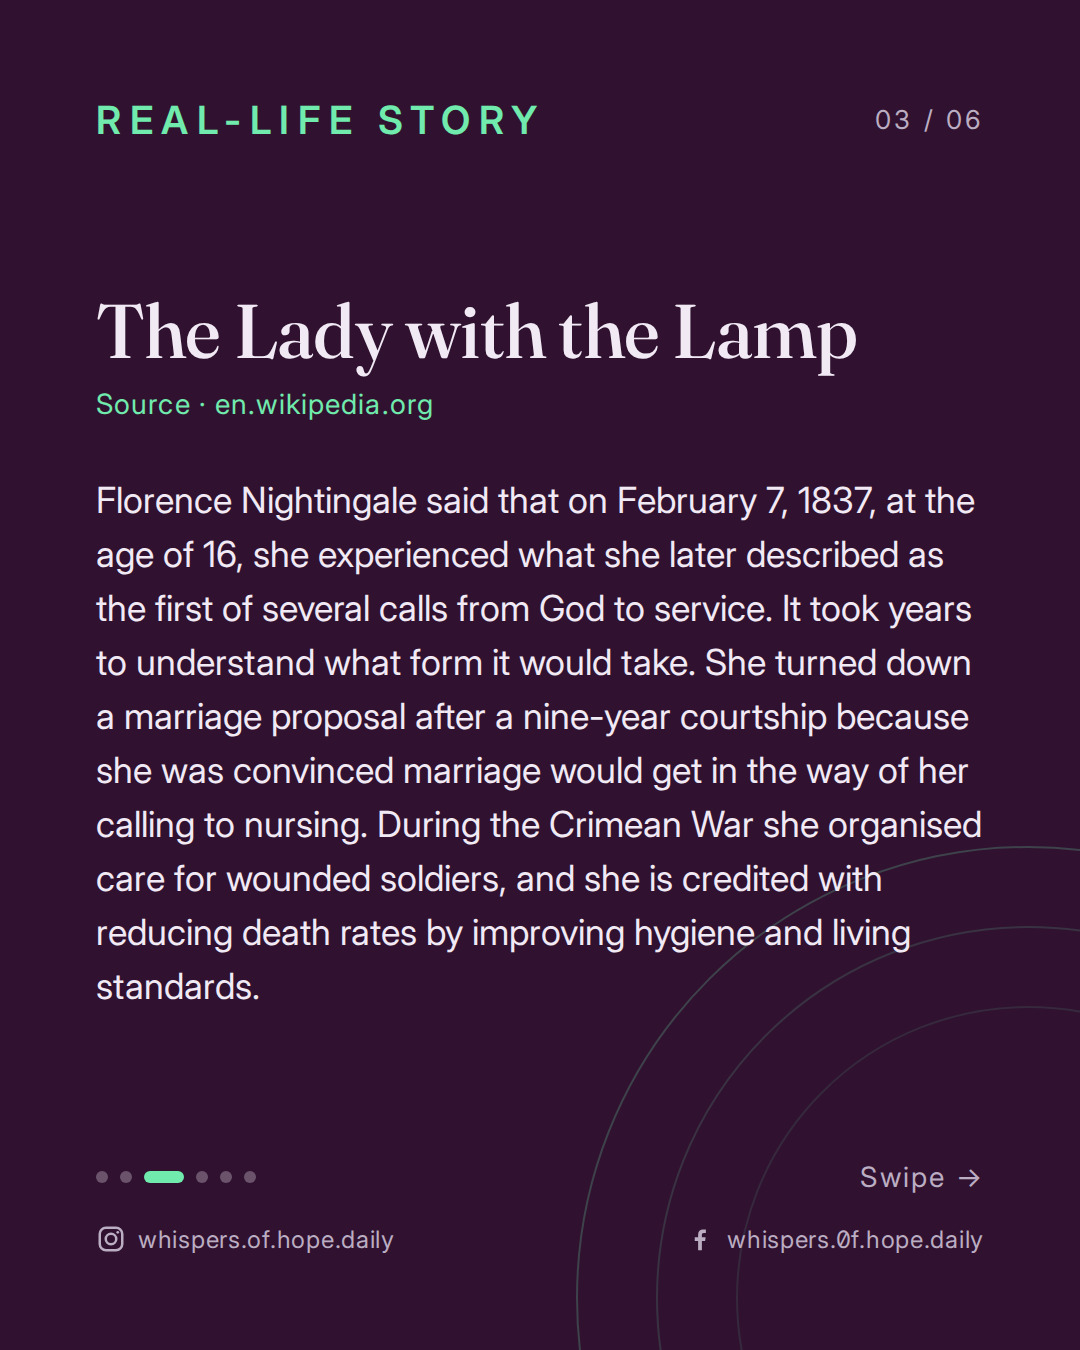 REAL-LIFE STORY
03 / 06
The Lady with the Lamp
Source · en.wikipedia.org
Florence Nightingale said that on February 7, 1837, at the
age of 16, she experienced what she later described as
the first of several calls from God to service. It took years
to understand what form it would take. She turned down
a marriage proposal after a nine-year courtship because
she was convinced marriage would get in the way of her
calling to nursing. During the Crimean War she organised
care for wounded soldiers, and she is credited with
reducing death rates by improving hygiene and living
standards.
Swipe →
whispers.of.hope.daily
whispers.0f.hope.daily